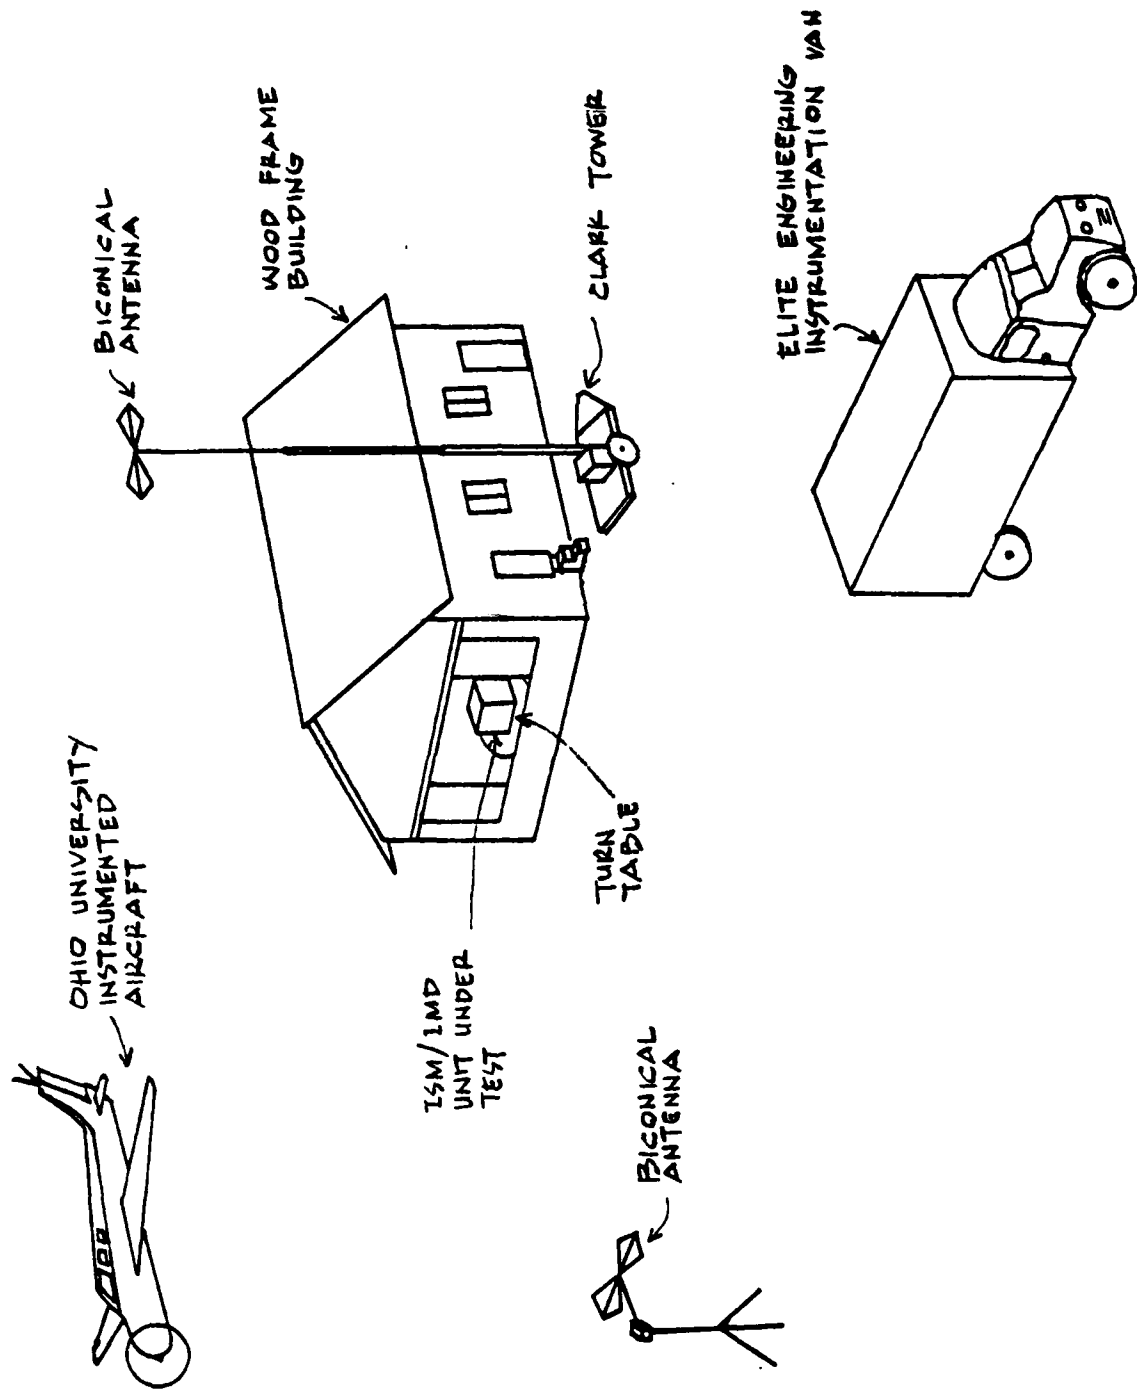 OHIO UNIVERSITY
INSTRUMENTED
AIRCRAFT
BICONICAL
ANTENNA
WOOD FRAME
BUILDING
ISM/IMD
UNIT UNDER
TEST
TURN
TABLE
CLARK TOWER
BICONICAL
ANTENNA
ELITE ENGINEERING
INSTRUMENTATION VAN